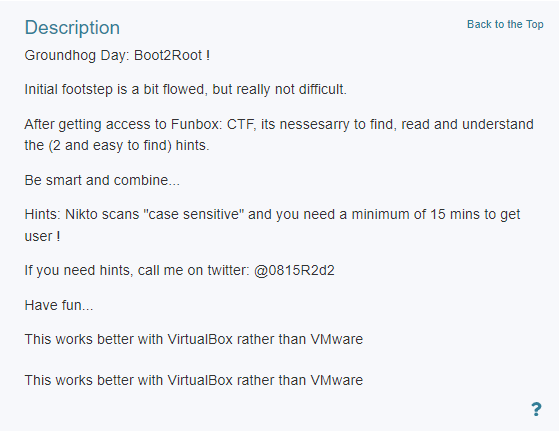 Description
Back to the Top
Groundhog Day: Boot2Root !
Initial footstep is a bit flowed, but really not difficult.
After getting access to Funbox: CTF, its nessesarry to find, read and understand
the (2 and easy to find) hints.
Be smart and combine...
Hints: Nikto scans "case sensitive" and you need a minimum of 15 mins to get
user !
If you need hints, call me on twitter: @0815R2d2
Have fun...
This works better with VirtualBox rather than VMware
This works better with VirtualBox rather than VMware
?